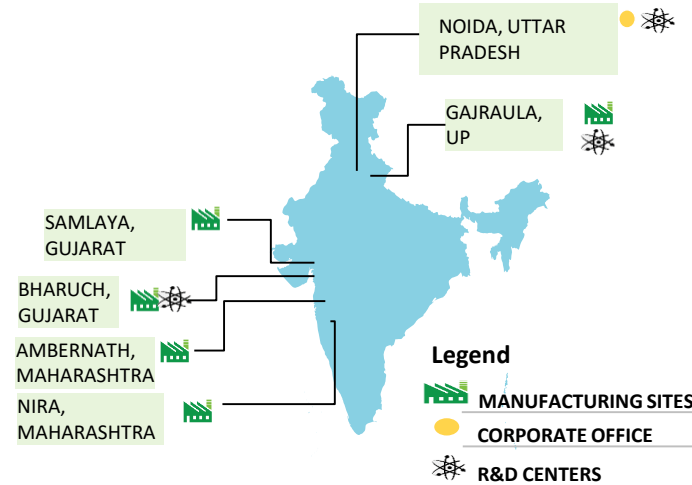 NOIDA, UTTAR
PRADESH
GAJRAULA,
UP
SAMLAYA,
GUJARAT
BHARUCH,
GUJARAT
AMBERNATH,
MAHARASHTRA
NIRA,
MAHARASHTRA
Legend
MANUFACTURING SITES
CORPORATE OFFICE
R&D CENTERS